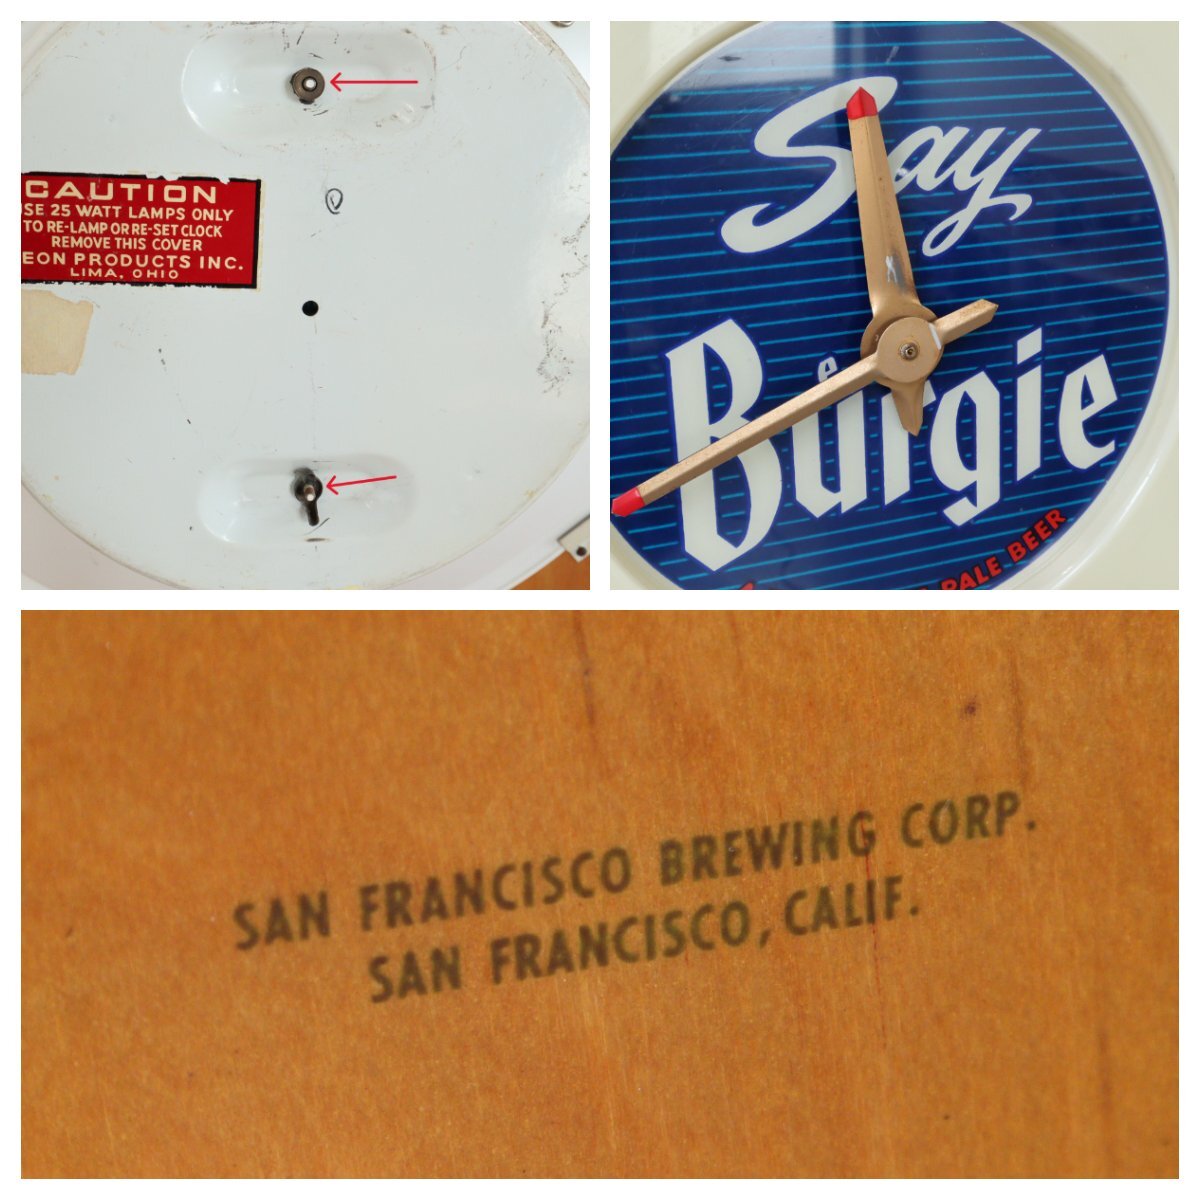 CAUTION
SE 25 WATT LAMPS ONLY
TO RE-LAMP OR RE-SET CLOCK
REMOVE THIS COVER
EON PRODUCTS INC.
LIMA, OHIO
Say
Burgie
PALE BEER
SAN FRANCISCO BREWING CORP.
SAN FRANCISCO, CALIF.